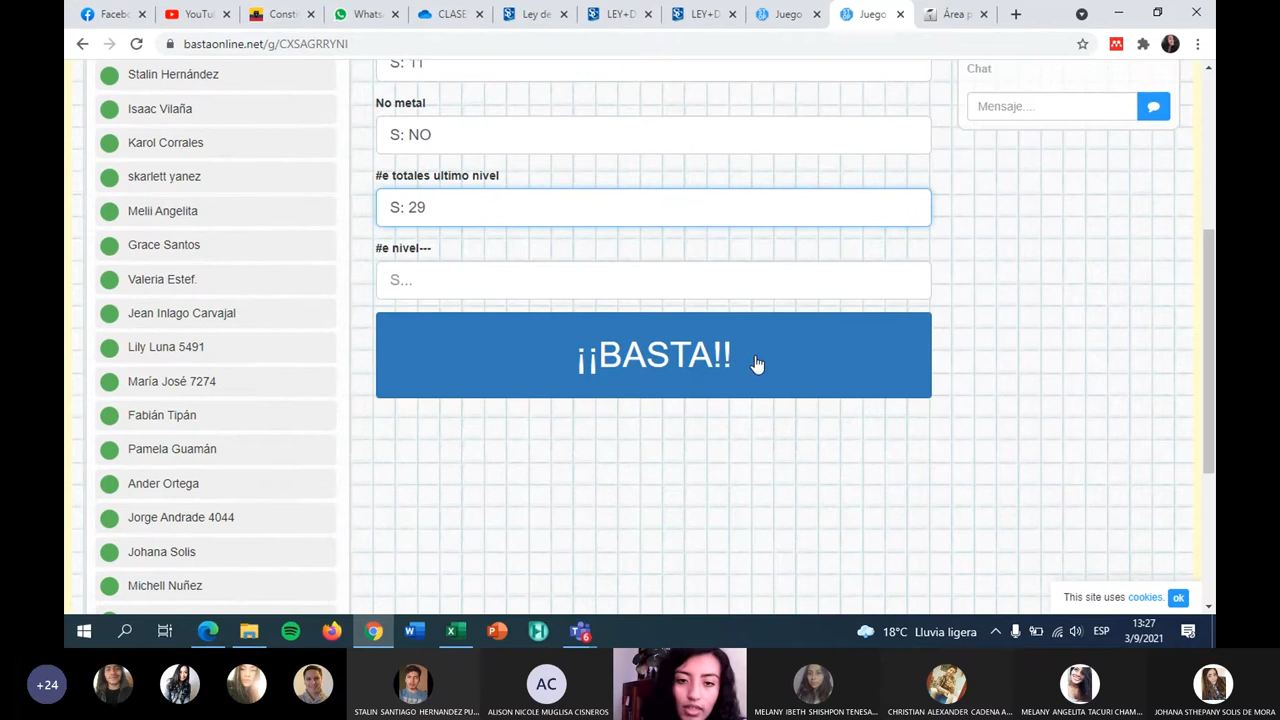 Facebo
YouTu
Consti
Whats
CLASE
Ley de
LEY+D
LEY+D
Juego
Juego
Área p
bastaonline.net/g/CXSAGRRYNI
Stalin Hernández
Isaac Vilaña
Karol Corrales
skarlett yanez
Melii Angelita
Grace Santos
Valeria Estef.
Jean Inlago Carvajal
Lily Luna 5491
María José 7274
Fabián Tipán
Pamela Guamán
Ander Ortega
Jorge Andrade 4044
Johana Solis
Michell Nuñez
S: 11
No metal
S: NO
#e totales ultimo nivel
S: 29
#e nivel---
S...
¡¡BASTA!!
Chat
Mensaje....
This site uses cookies. ok
18°C Lluvia ligera
ESP
13:27
3/9/2021
+24
AC
STALIN SANTIAGO HERNANDEZ PU...
ALISON NICOLE MUGLISA CISNEROS
MELANY IBETH SHISHPON TENESA...
CHRISTIAN ALEXANDER CADENA A...
MELANY ANGELITA TACURI CHAM...
JOHANA STHEPANY SOLIS DE MORA